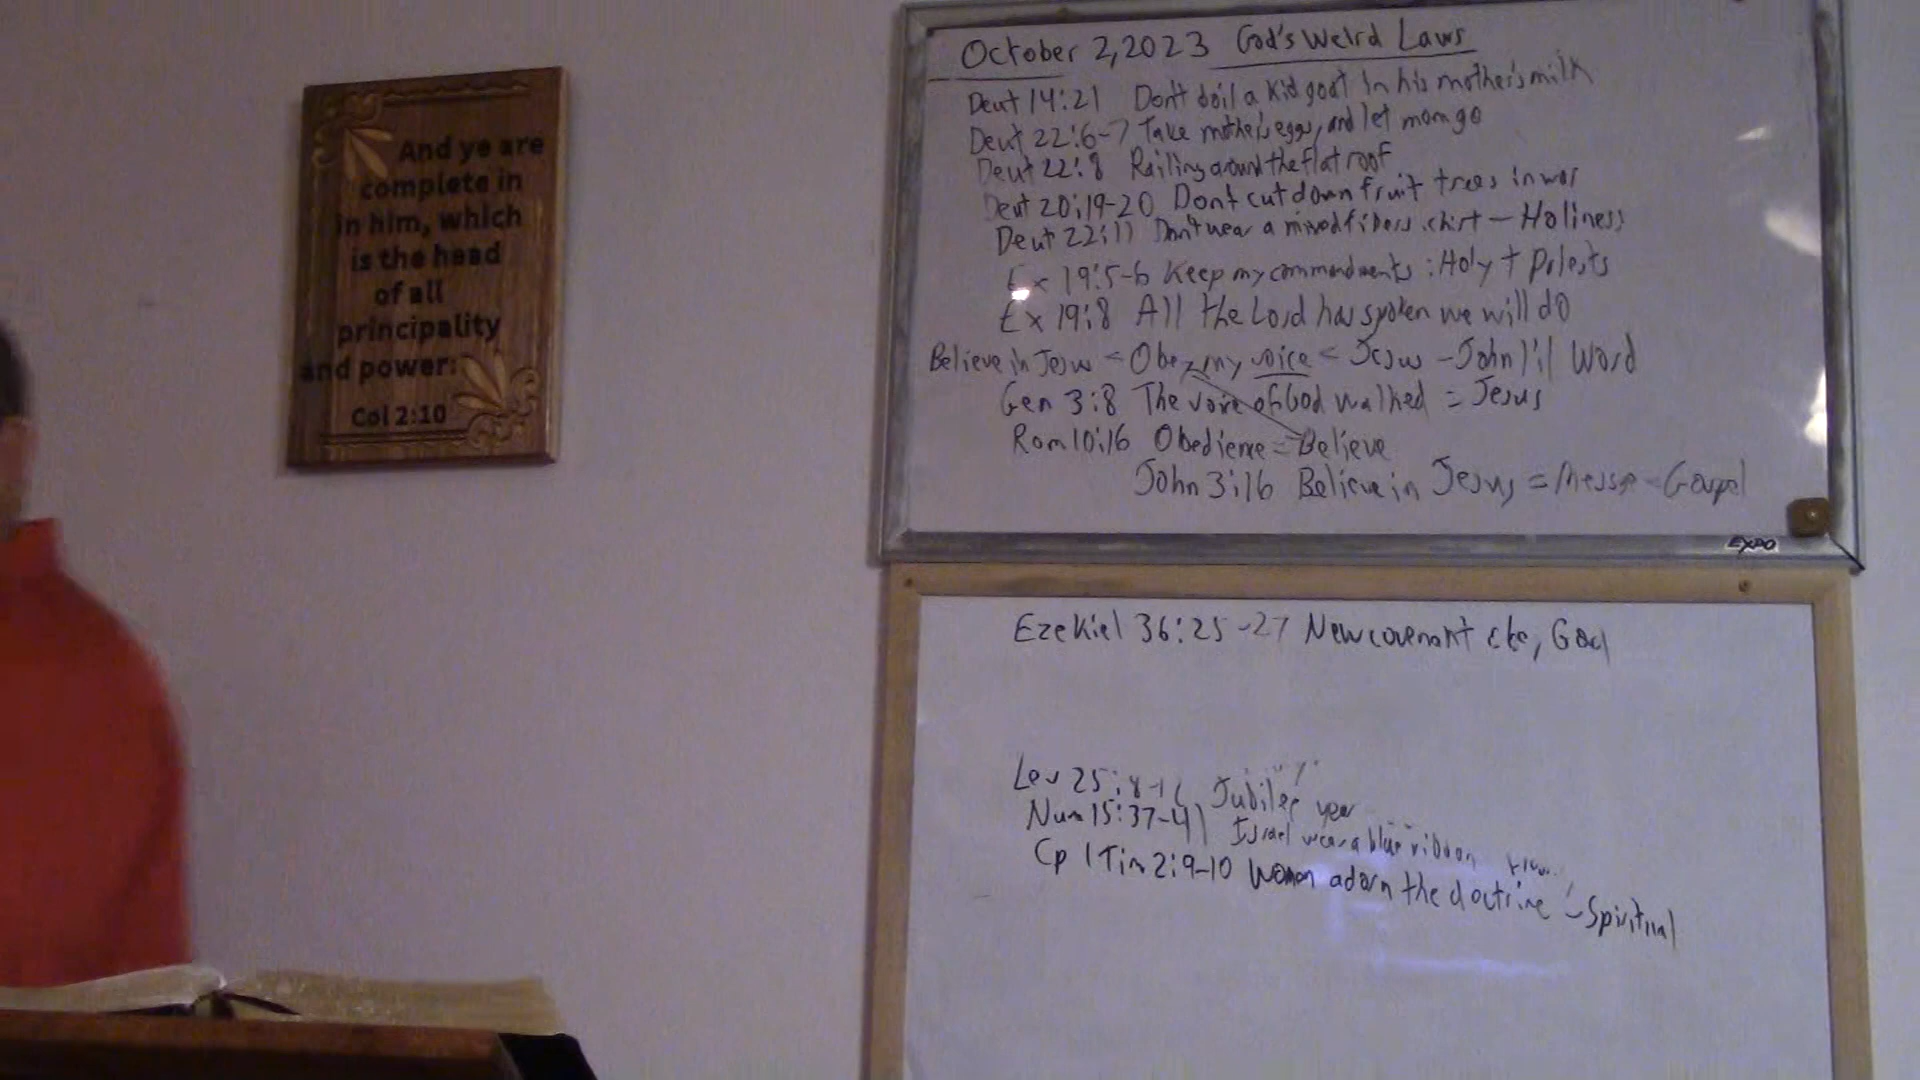 And ye are
complete in
in him, which
is the head
of all
principality
and power:
Col 2:10
October 2, 2023 God's Weird Laws
Deut 14:21 Don't boil a kid goat in his mother's milk
Deut 22:6-7 Take mother's eggs, and let mom go
Deut 22:8 Railing around the flat roof
Deut 20:19-20 Dont cut down fruit trees in war
Deut 22:11 Don't wear a mixed fibers shirt - Holiness
Ex 19:5-6 Keep my commandments: Holy + Priests
Ex 19:8 All the Lord has spoken we will do
Believe in Jesus = Obey my voice = Jesus - John 1:1 Word
Gen 3:8 The voice of God walked = Jesus
Rom 10:16 Obedience = Believe
John 3:16 Believe in Jesus = - Gospel
EXPO
Ezekiel 36:25-27 New covenant God
Lev 25:8- Jubilee year
Num 15:37-41 Israel wear a blue ribbon
Cp 1 Tim 2:9-10 Women adorn the doctrine - Spiritual